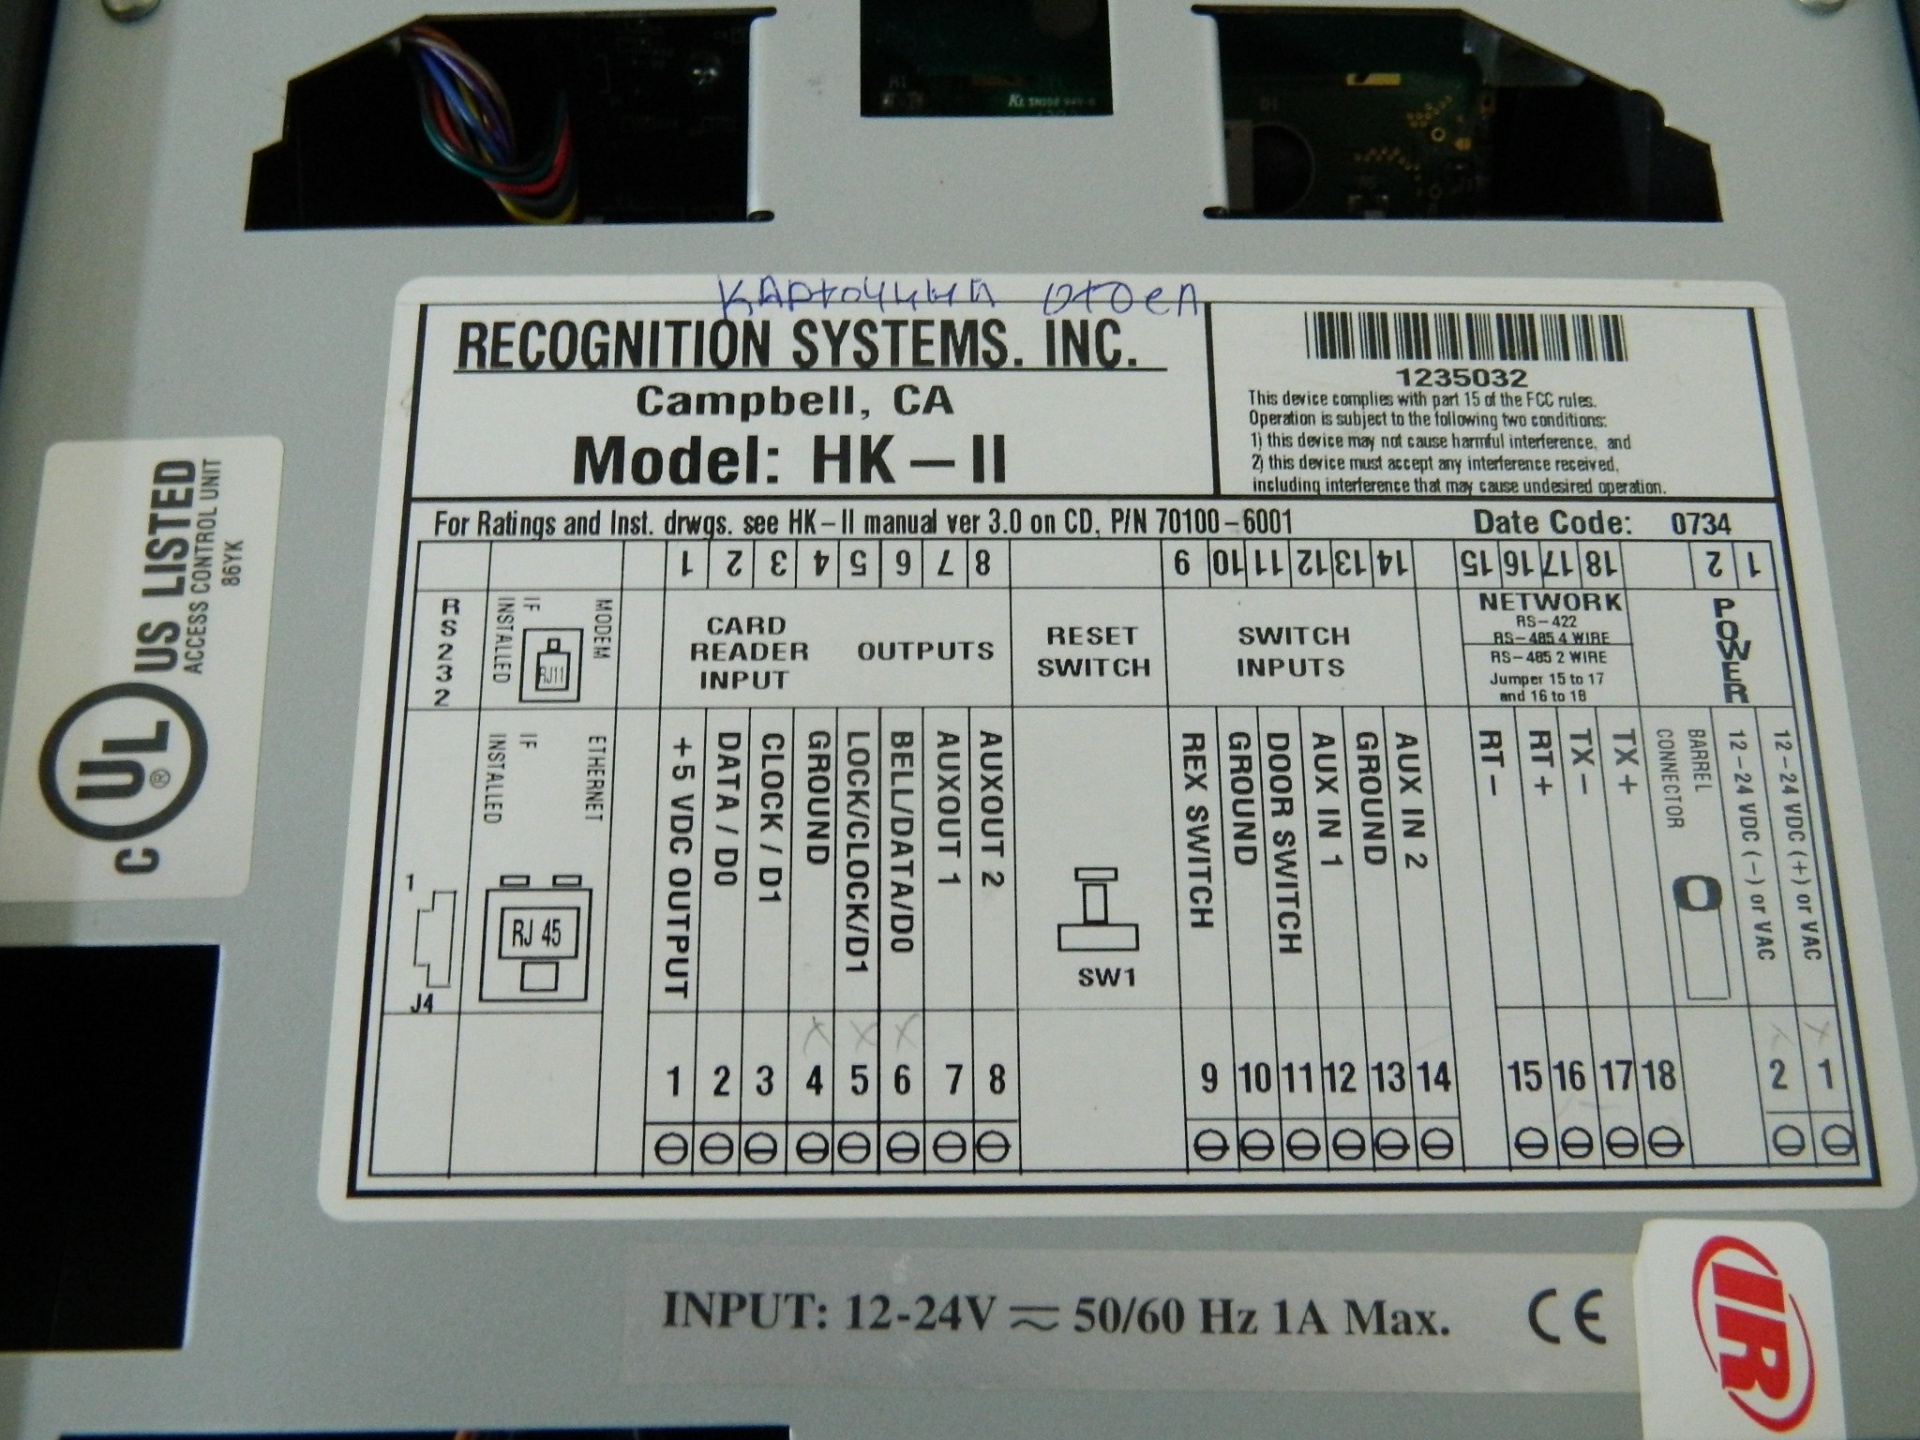 K1 SN102 94V-0
D1
RECOGNITION SYSTEMS. INC.
Campbell, CA
Model: HK – II
1235032
This device complies with part 15 of the FCC rules.
Operation is subject to the following two conditions:
1) this device may not cause harmful interference, and
2) this device must accept any interference received,
including interference that may cause undesired operation.
For Ratings and Inst. drwgs. see HK–II manual ver 3.0 on CD, P/N 70100–6001
Date Code: 0734
1 2 3 4 5 6 7 8 9 10 11 12 13 14 15 16 17 18 2 1
RS232
MODEM
IF
INSTALLED
RJ11
CARD
READER
INPUT
OUTPUTS
RESET
SWITCH
SWITCH
INPUTS
NETWORK
RS–422
RS–485 4 WIRE
RS–485 2 WIRE
Jumper 15 to 17
and 16 to 18
POWER
ETHERNET
IF
INSTALLED
+5 VDC OUTPUT
DATA / D0
CLOCK / D1
GROUND
LOCK/CLOCK/D1
BELL/DATA/D0
AUXOUT 1
AUXOUT 2
REX SWITCH
GROUND
DOOR SWITCH
AUX IN 1
GROUND
AUX IN 2
RT –
RT +
TX –
TX +
BARREL
CONNECTOR
12–24 VDC (–) or VAC
12–24 VDC (+) or VAC
1
J4
RJ 45
SW1
x x x x x
1 2 3 4 5 6 7 8 9 10 11 12 13 14 15 16 17 18 2 1
C UL ® US LISTED
ACCESS CONTROL UNIT
86YK
INPUT: 12-24V ⎓ 50/60 Hz 1A Max.
CE
IR